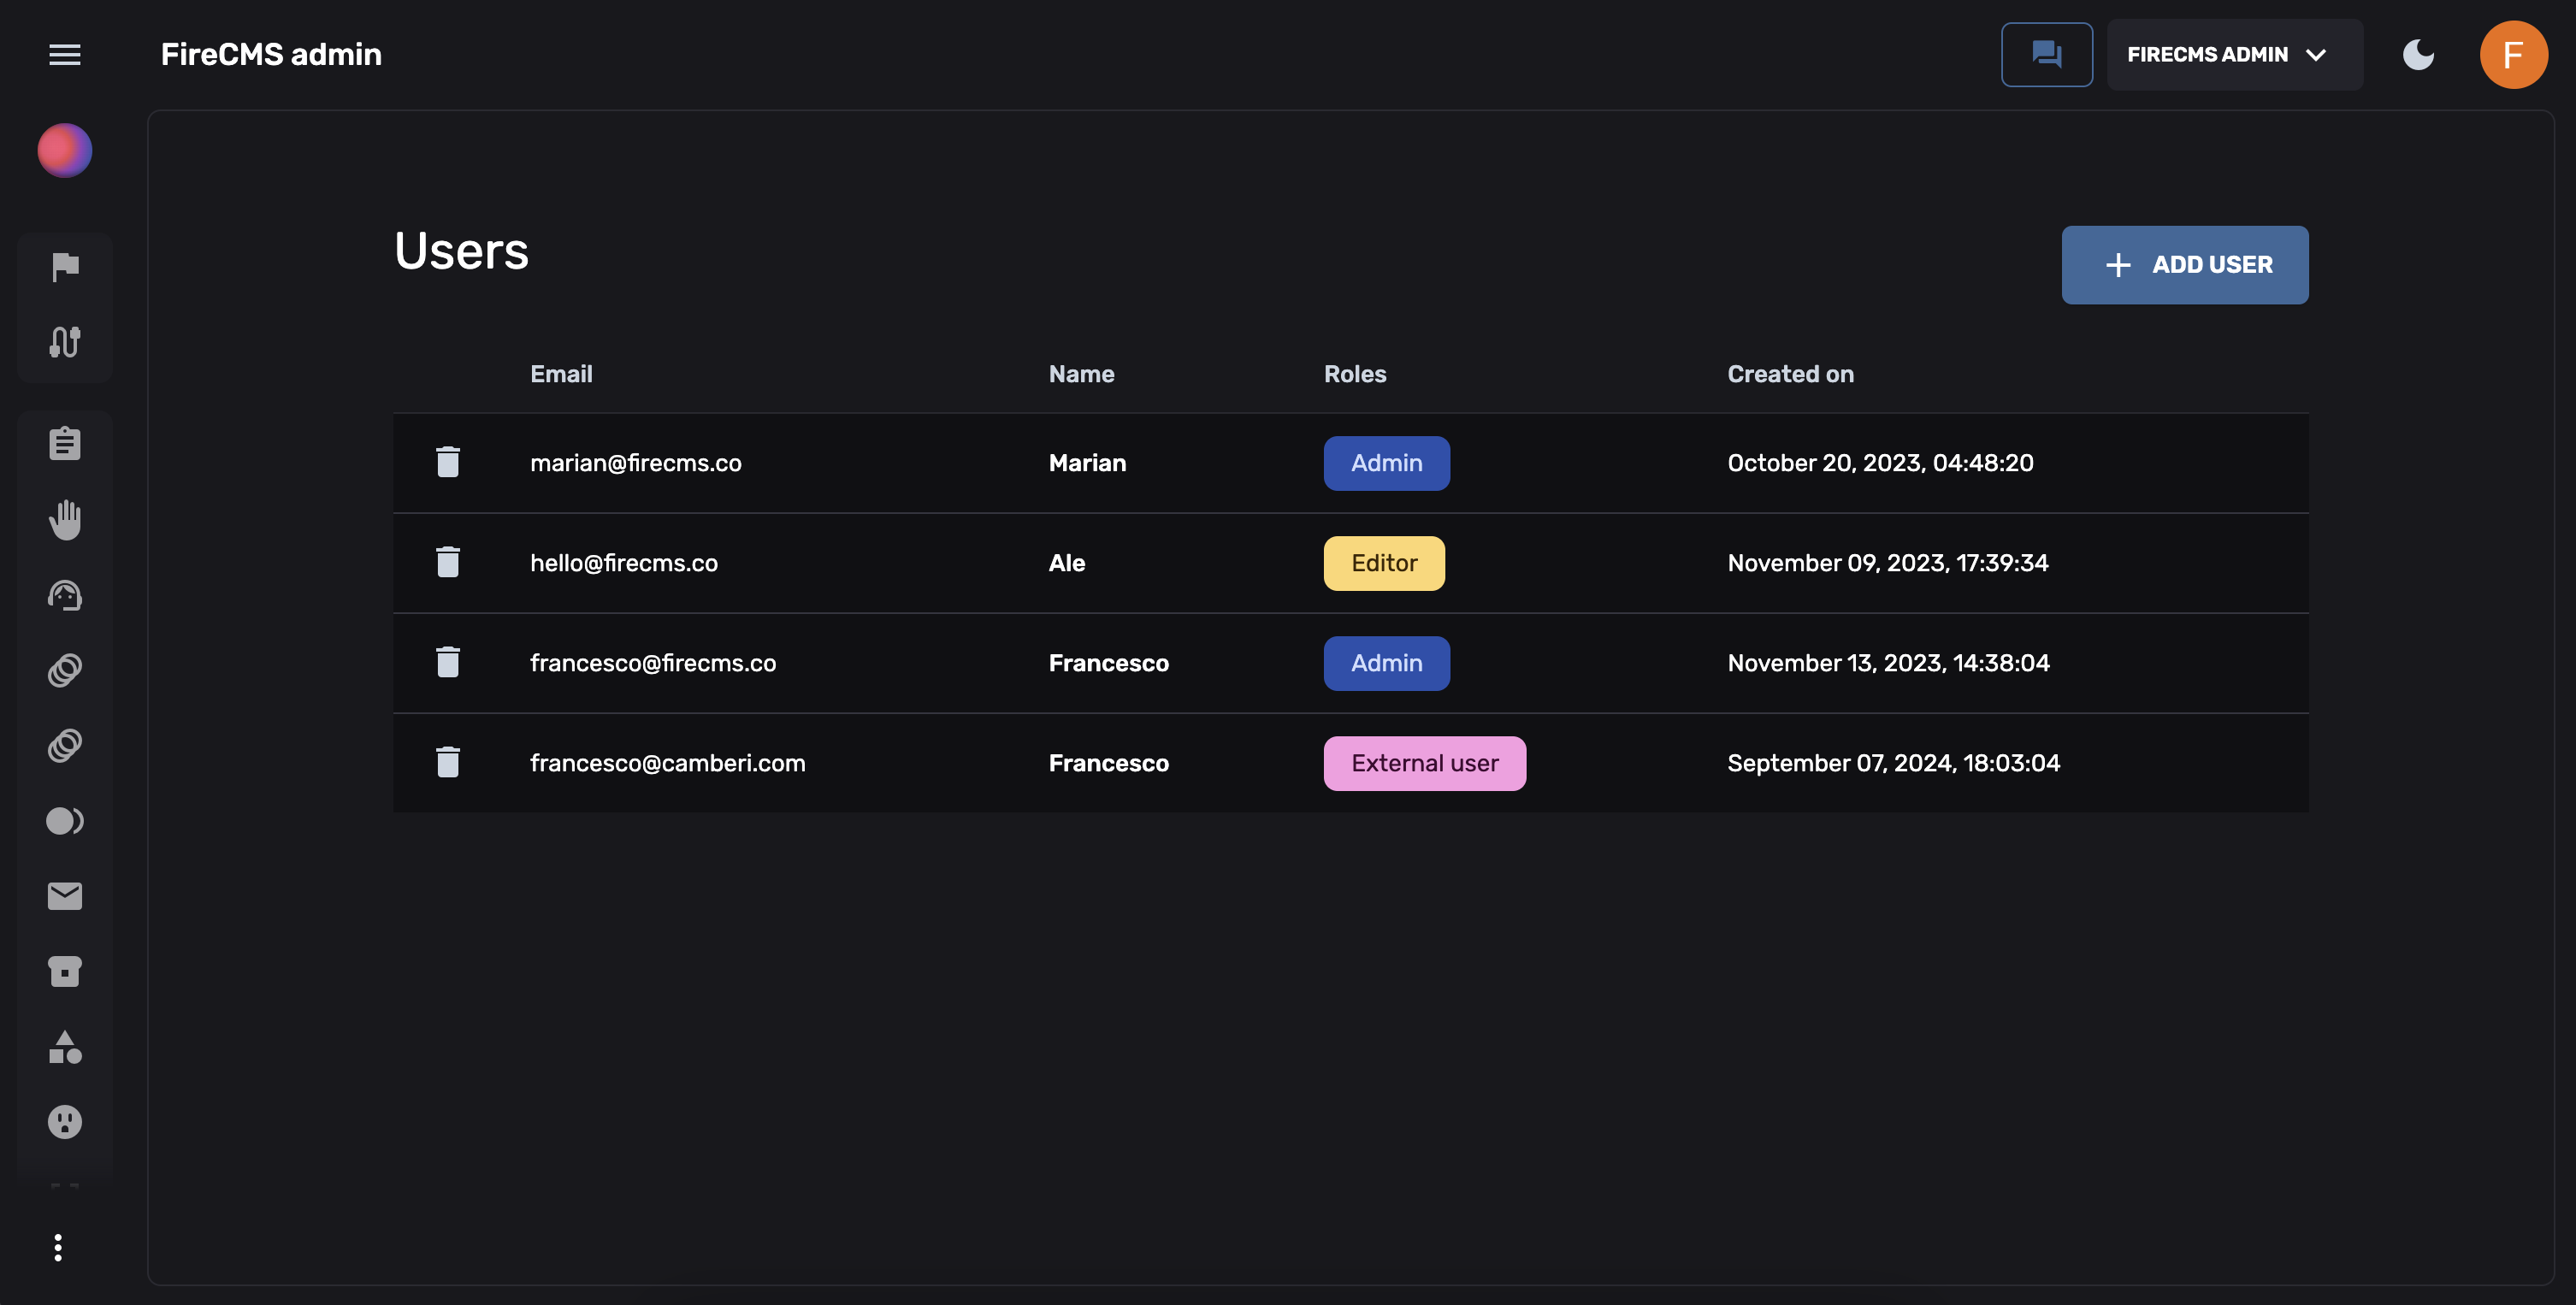 FireCMS admin
FIRECMS ADMIN
F
Users
ADD USER
Email Name Roles Created on
marian@firecms.co Marian Admin October 20, 2023, 04:48:20
hello@firecms.co Ale Editor November 09, 2023, 17:39:34
francesco@firecms.co Francesco Admin November 13, 2023, 14:38:04
francesco@camberi.com Francesco External user September 07, 2024, 18:03:04